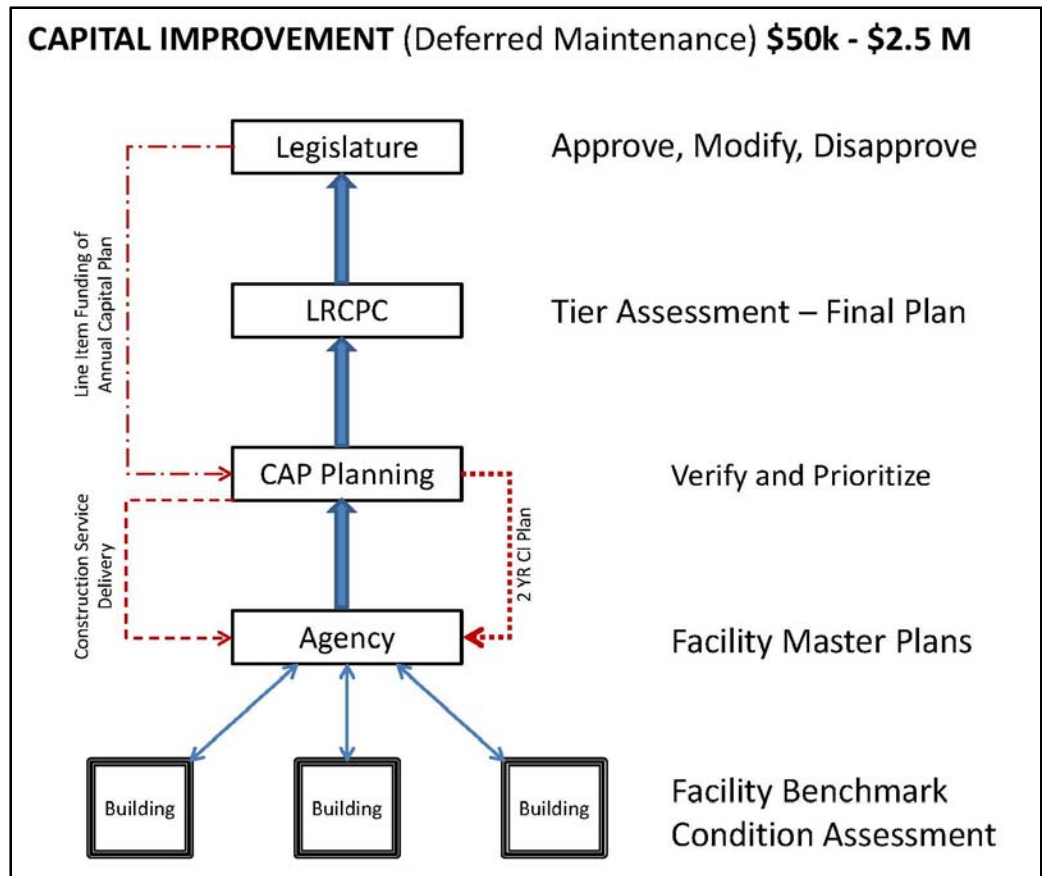 CAPITAL IMPROVEMENT (Deferred Maintenance) $50k - $2.5 M
Legislature
Approve, Modify, Disapprove
Line Item Funding of
Annual Capital Plan
LRCPC
Tier Assessment – Final Plan
CAP Planning
Verify and Prioritize
Construction Service
Delivery
2 YR CI Plan
Agency
Facility Master Plans
Building
Building
Building
Facility Benchmark
Condition Assessment